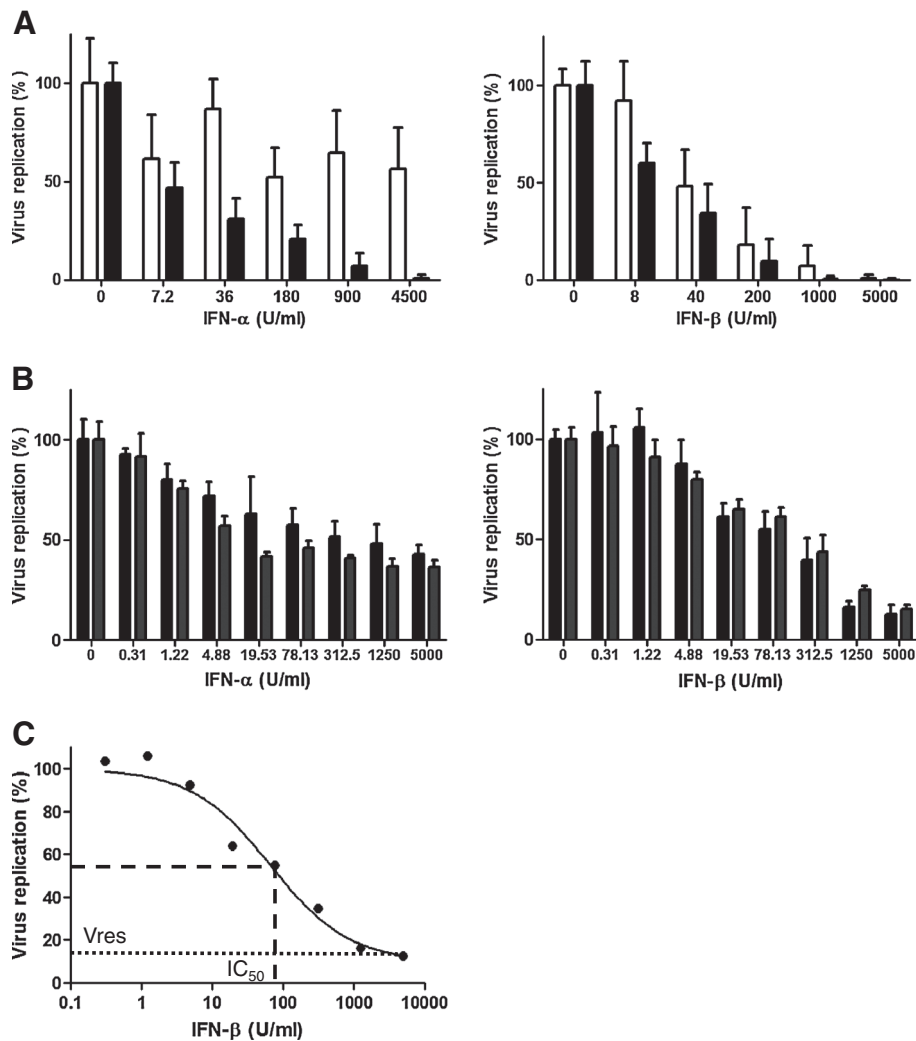 A
Virus replication (%)
100
50
0
0 7.2 36 180 900 4500
IFN-α (U/ml)
Virus replication (%)
100
50
0
0 8 40 200 1000 5000
IFN-β (U/ml)
B
Virus replication (%)
100
50
0
0 0.31 1.22 4.88 19.53 78.13 312.5 1250 5000
IFN-α (U/ml)
Virus replication (%)
100
50
0
0 0.31 1.22 4.88 19.53 78.13 312.5 1250 5000
IFN-β (U/ml)
C
Virus replication (%)
100
80
60
40
20
0
Vres
IC50
0.1 1 10 100 1000 10000
IFN-β (U/ml)